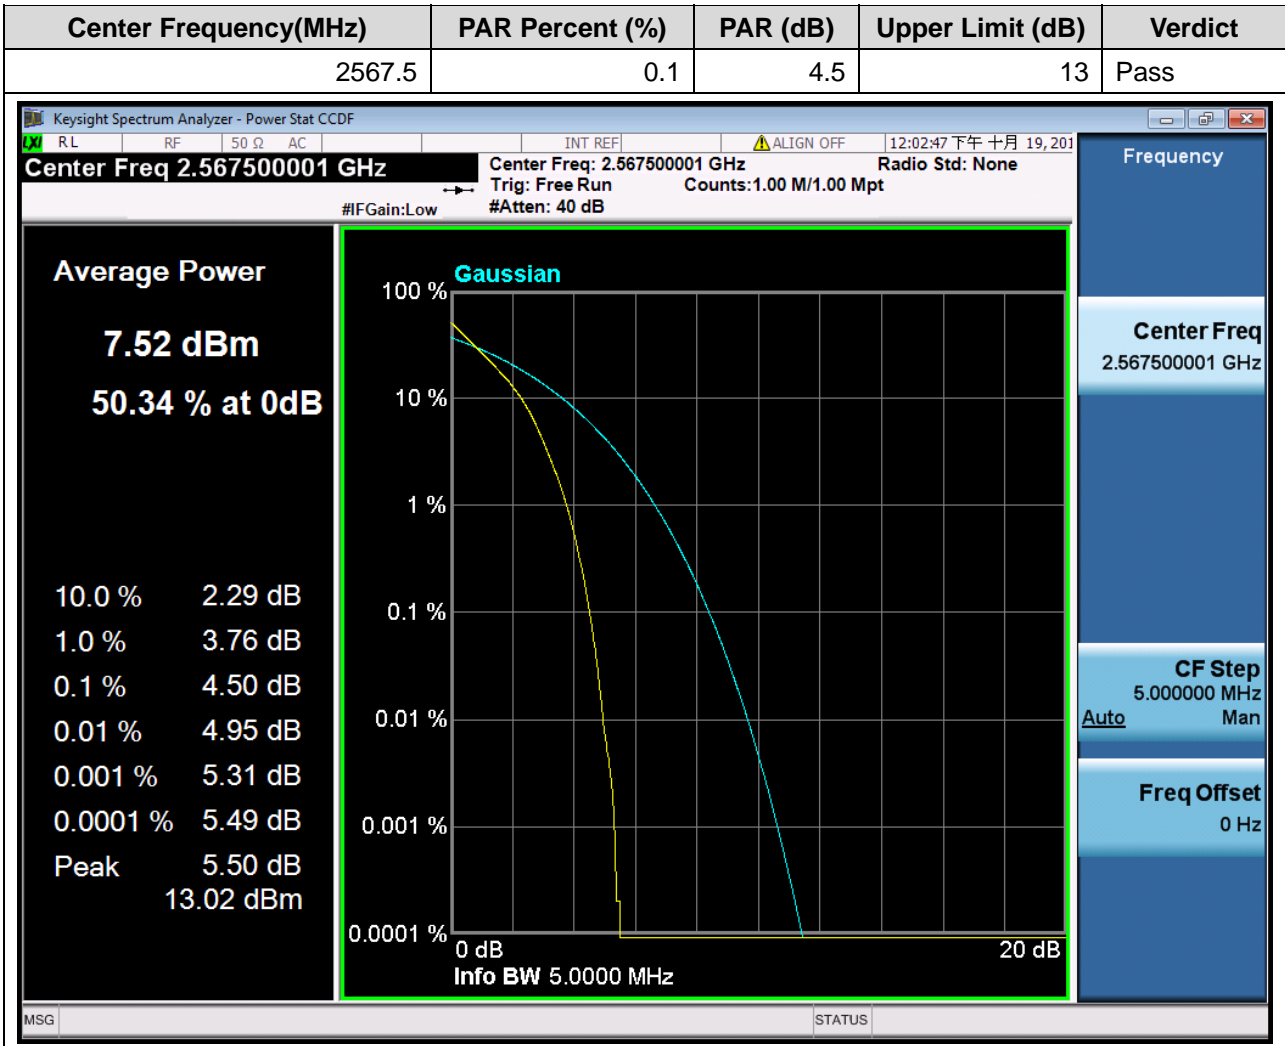 Center Frequency(MHz) PAR Percent (%) PAR (dB) Upper Limit (dB) Verdict
2567.5 0.1 4.5 13 Pass
Keysight Spectrum Analyzer - Power Stat CCDF
LXI RL RF 50 Ω AC INT REF ALIGN OFF 12:02:47 下午 十月 19, 201
Center Freq 2.567500001 GHz
Center Freq: 2.567500001 GHz Radio Std: None
Trig: Free Run Counts:1.00 M/1.00 Mpt
#IFGain:Low #Atten: 40 dB
Frequency
Average Power
7.52 dBm
50.34 % at 0dB
10.0 % 2.29 dB
1.0 % 3.76 dB
0.1 % 4.50 dB
0.01 % 4.95 dB
0.001 % 5.31 dB
0.0001 % 5.49 dB
Peak 5.50 dB
13.02 dBm
Gaussian
100 %
10 %
1 %
0.1 %
0.01 %
0.001 %
0.0001 %
0 dB 20 dB
Info BW 5.0000 MHz
Center Freq
2.567500001 GHz
CF Step
5.000000 MHz
Auto Man
Freq Offset
0 Hz
MSG STATUS